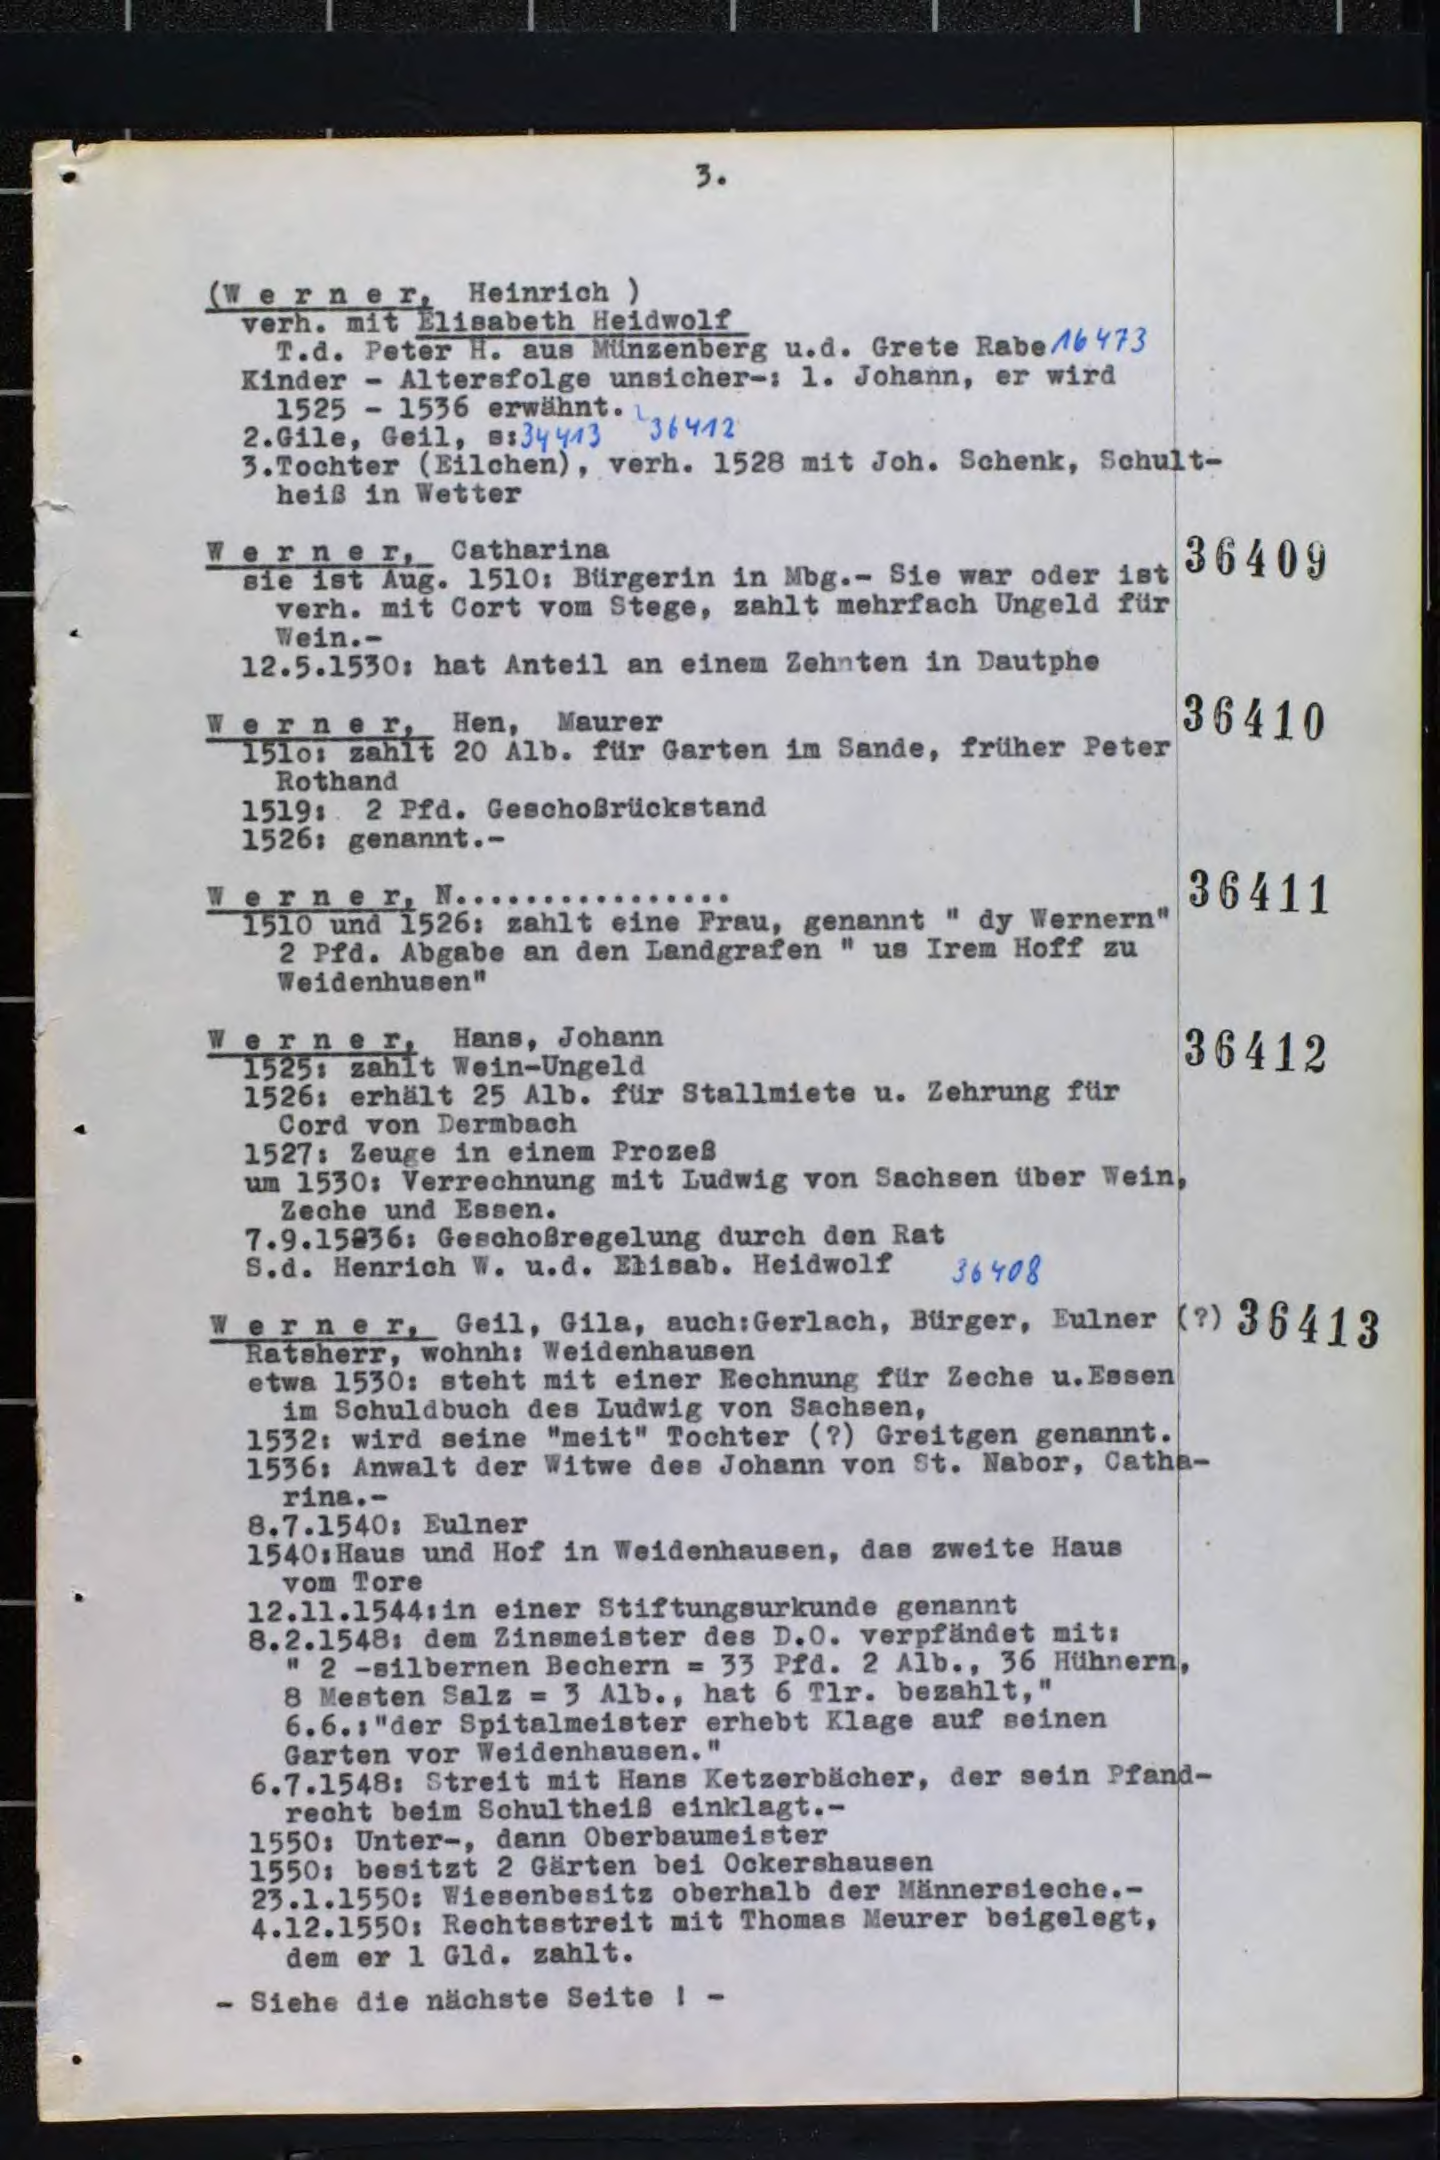 3.
(W e r n e r, Heinrich )
verh. mit Elisabeth Heidwolf
T.d. Peter H. aus Münzenberg u.d. Grete Rabe 16473
Kinder - Altersfolge unsicher-: 1. Johann, er wird
1525 - 1536 erwähnt. 36412
2.Gile, Geil, s:34413
3.Tochter (Eilchen), verh. 1528 mit Joh. Schenk, Schult-
heiß in Wetter
W e r n e r, Catharina 36409
sie ist Aug. 1510: Bürgerin in Mbg.- Sie war oder ist
verh. mit Cort vom Stege, zahlt mehrfach Ungeld für
Wein.-
12.5.1530: hat Anteil an einem Zehnten in Dautphe
W e r n e r, Hen, Maurer 36410
151o: zahlt 20 Alb. für Garten im Sande, früher Peter
Rothand
1519: 2 Pfd. Geschoßrückstand
1526: genannt.-
W e r n e r, N................ 36411
1510 und 1526: zahlt eine Frau, genannt " dy Wernern"
2 Pfd. Abgabe an den Landgrafen " us Irem Hoff zu
Weidenhusen"
W e r n e r, Hans, Johann 36412
1525: zahlt Wein-Ungeld
1526: erhält 25 Alb. für Stallmiete u. Zehrung für
Cord von Dermbach
1527: Zeuge in einem Prozeß
um 1530: Verrechnung mit Ludwig von Sachsen über Wein,
Zeche und Essen.
7.9.1536: Geschoßregelung durch den Rat
S.d. Henrich W. u.d. Elisab. Heidwolf 36408
W e r n e r, Geil, Gila, auch:Gerlach, Bürger, Eulner (?) 36413
Ratsherr, wohnh: Weidenhausen
etwa 1530: steht mit einer Rechnung für Zeche u.Essen
im Schuldbuch des Ludwig von Sachsen,
1532: wird seine "meit" Tochter (?) Greitgen genannt.
1536: Anwalt der Witwe des Johann von St. Nabor, Catha-
rina.-
8.7.1540: Eulner
1540:Haus und Hof in Weidenhausen, das zweite Haus
vom Tore
12.11.1544:in einer Stiftungsurkunde genannt
8.2.1548: dem Zinsmeister des D.O. verpfändet mit:
" 2 -silbernen Bechern = 33 Pfd. 2 Alb., 36 Hühnern,
8 Mesten Salz = 3 Alb., hat 6 Tlr. bezahlt,"
6.6.:"der Spitalmeister erhebt Klage auf seinen
Garten vor Weidenhausen."
6.7.1548: Streit mit Hans Ketzerbächer, der sein Pfand-
recht beim Schultheiß einklagt.-
1550: Unter-, dann Oberbaumeister
1550: besitzt 2 Gärten bei Ockershausen
23.1.1550: Wiesenbesitz oberhalb der Männersieche.-
4.12.1550: Rechtsstreit mit Thomas Meurer beigelegt,
dem er 1 Gld. zahlt.
- Siehe die nächste Seite ! -